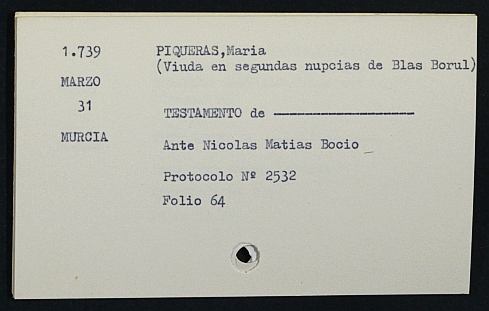 1.739 PIQUERAS,Maria
(Viuda en segundas nupcias de Blas Borul)
MARZO
31 TESTAMENTO de --------------------
MURCIA Ante Nicolas Matias Bocio
Protocolo Nº 2532
Folio 64